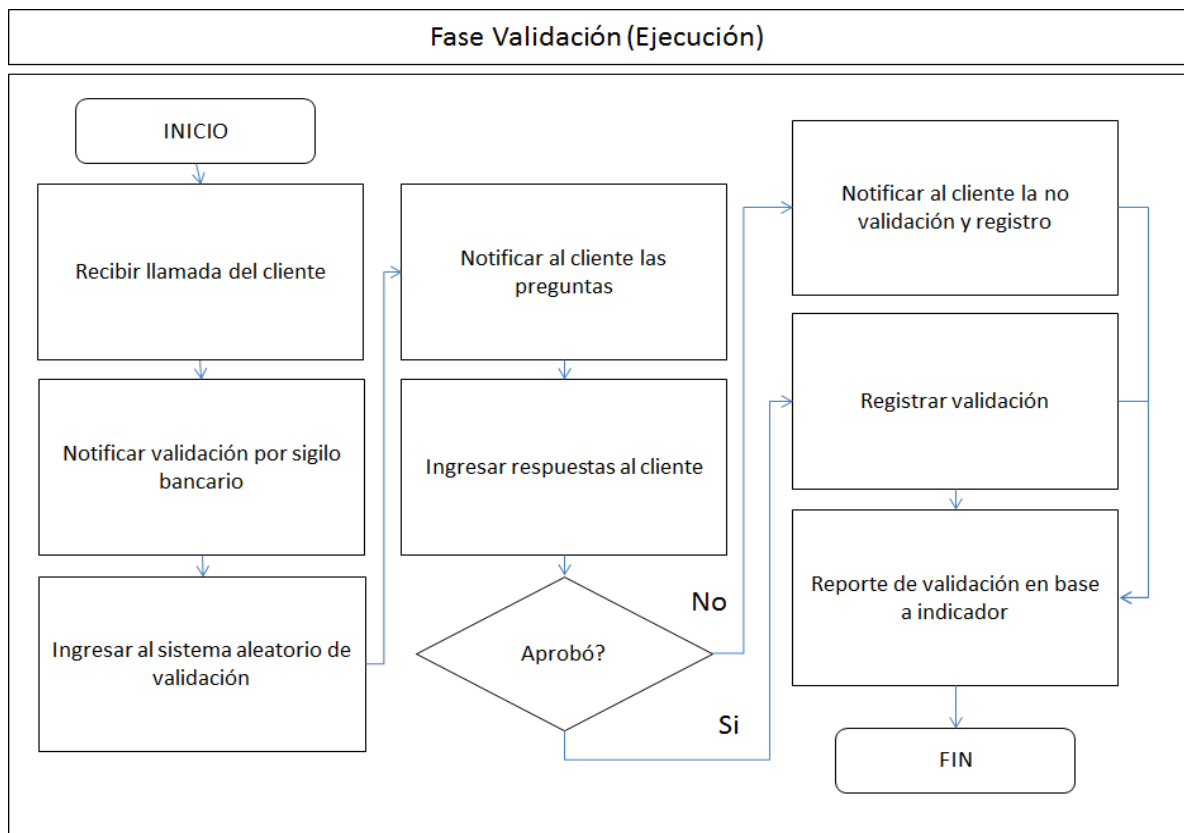 Fase Validación (Ejecución)
INICIO
Recibir llamada del cliente
Notificar validación por sigilo
bancario
Ingresar al sistema aleatorio de
validación
Notificar al cliente las
preguntas
Ingresar respuestas al cliente
Aprobó?
No
Si
Notificar al cliente la no
validación y registro
Registrar validación
Reporte de validación en base
a indicador
FIN